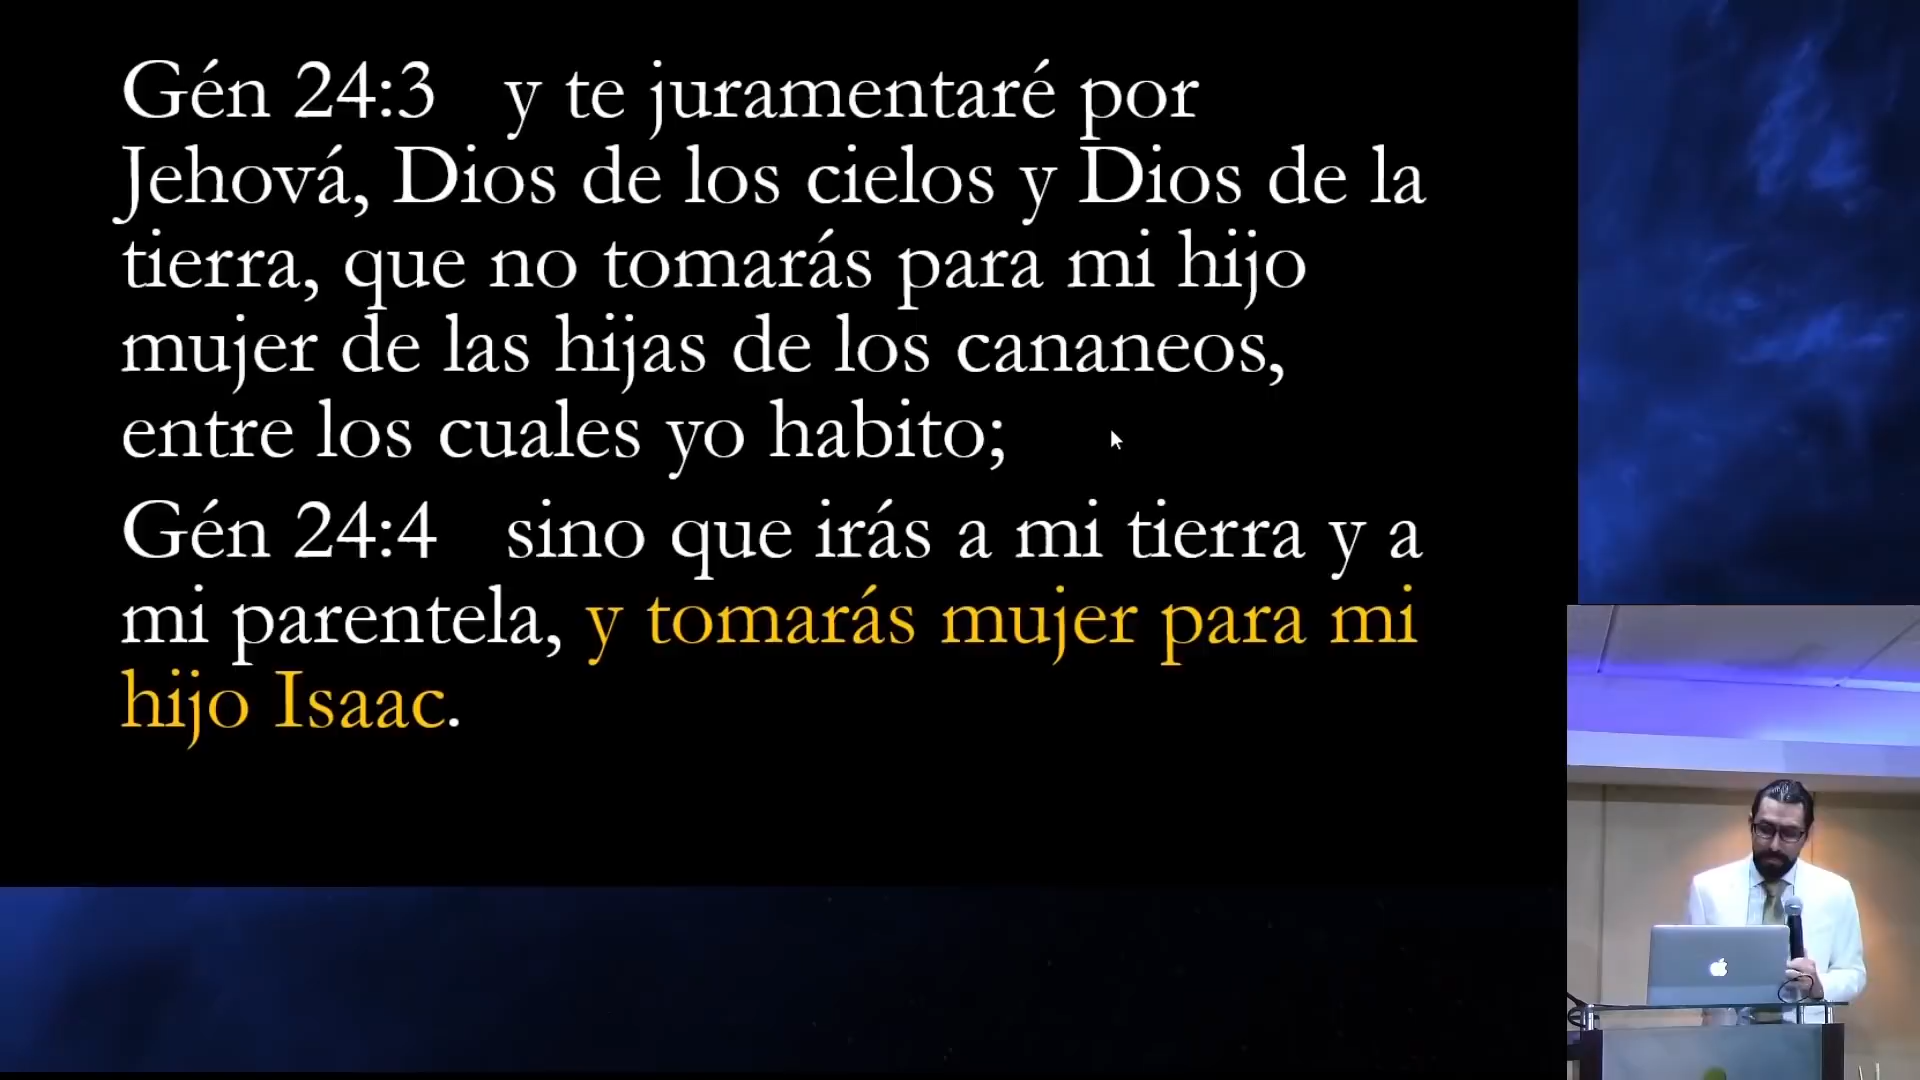 Gén 24:3 y te juramentaré por
Jehová, Dios de los cielos y Dios de la
tierra, que no tomarás para mi hijo
mujer de las hijas de los cananeos,
entre los cuales yo habito;
Gén 24:4 sino que irás a mi tierra y a
mi parentela, y tomarás mujer para mi
hijo Isaac.